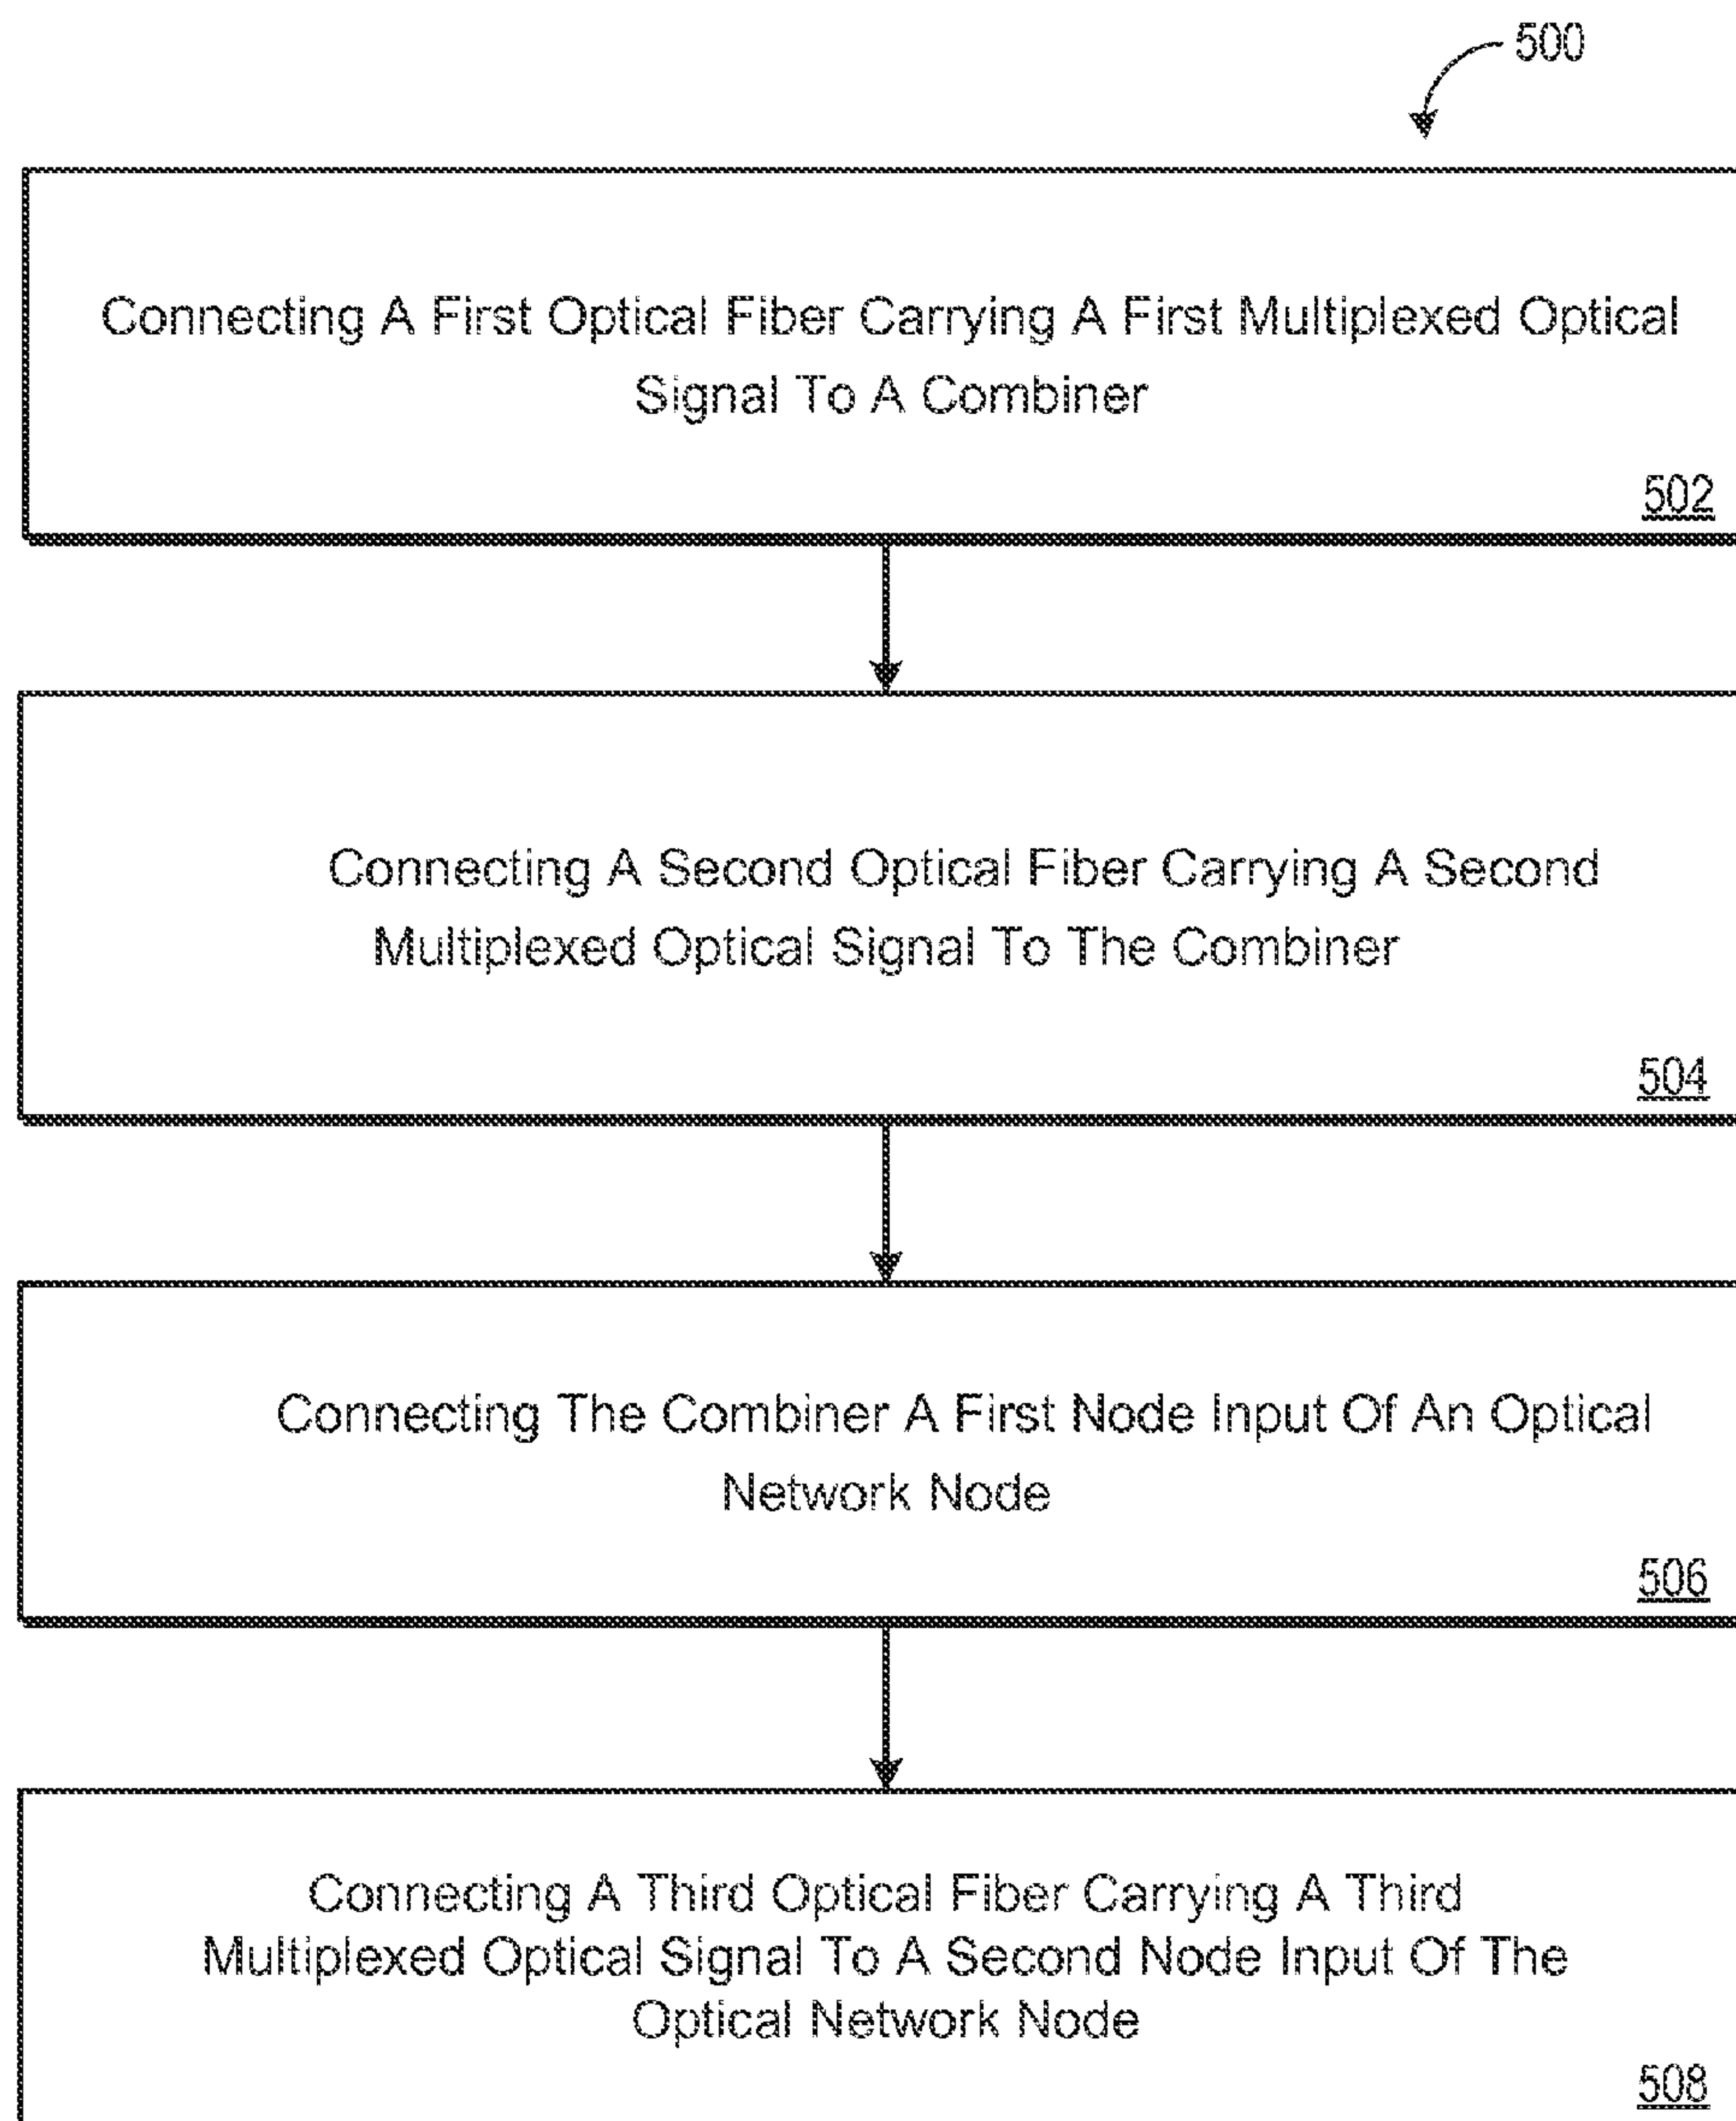 500
Connecting A First Optical Fiber Carrying A First Multiplexed Optical
Signal To A Combiner
502
Connecting A Second Optical Fiber Carrying A Second
Multiplexed Optical Signal To The Combiner
504
Connecting The Combiner A First Node Input Of An Optical
Network Node
506
Connecting A Third Optical Fiber Carrying A Third
Multiplexed Optical Signal To A Second Node Input Of The
Optical Network Node
508